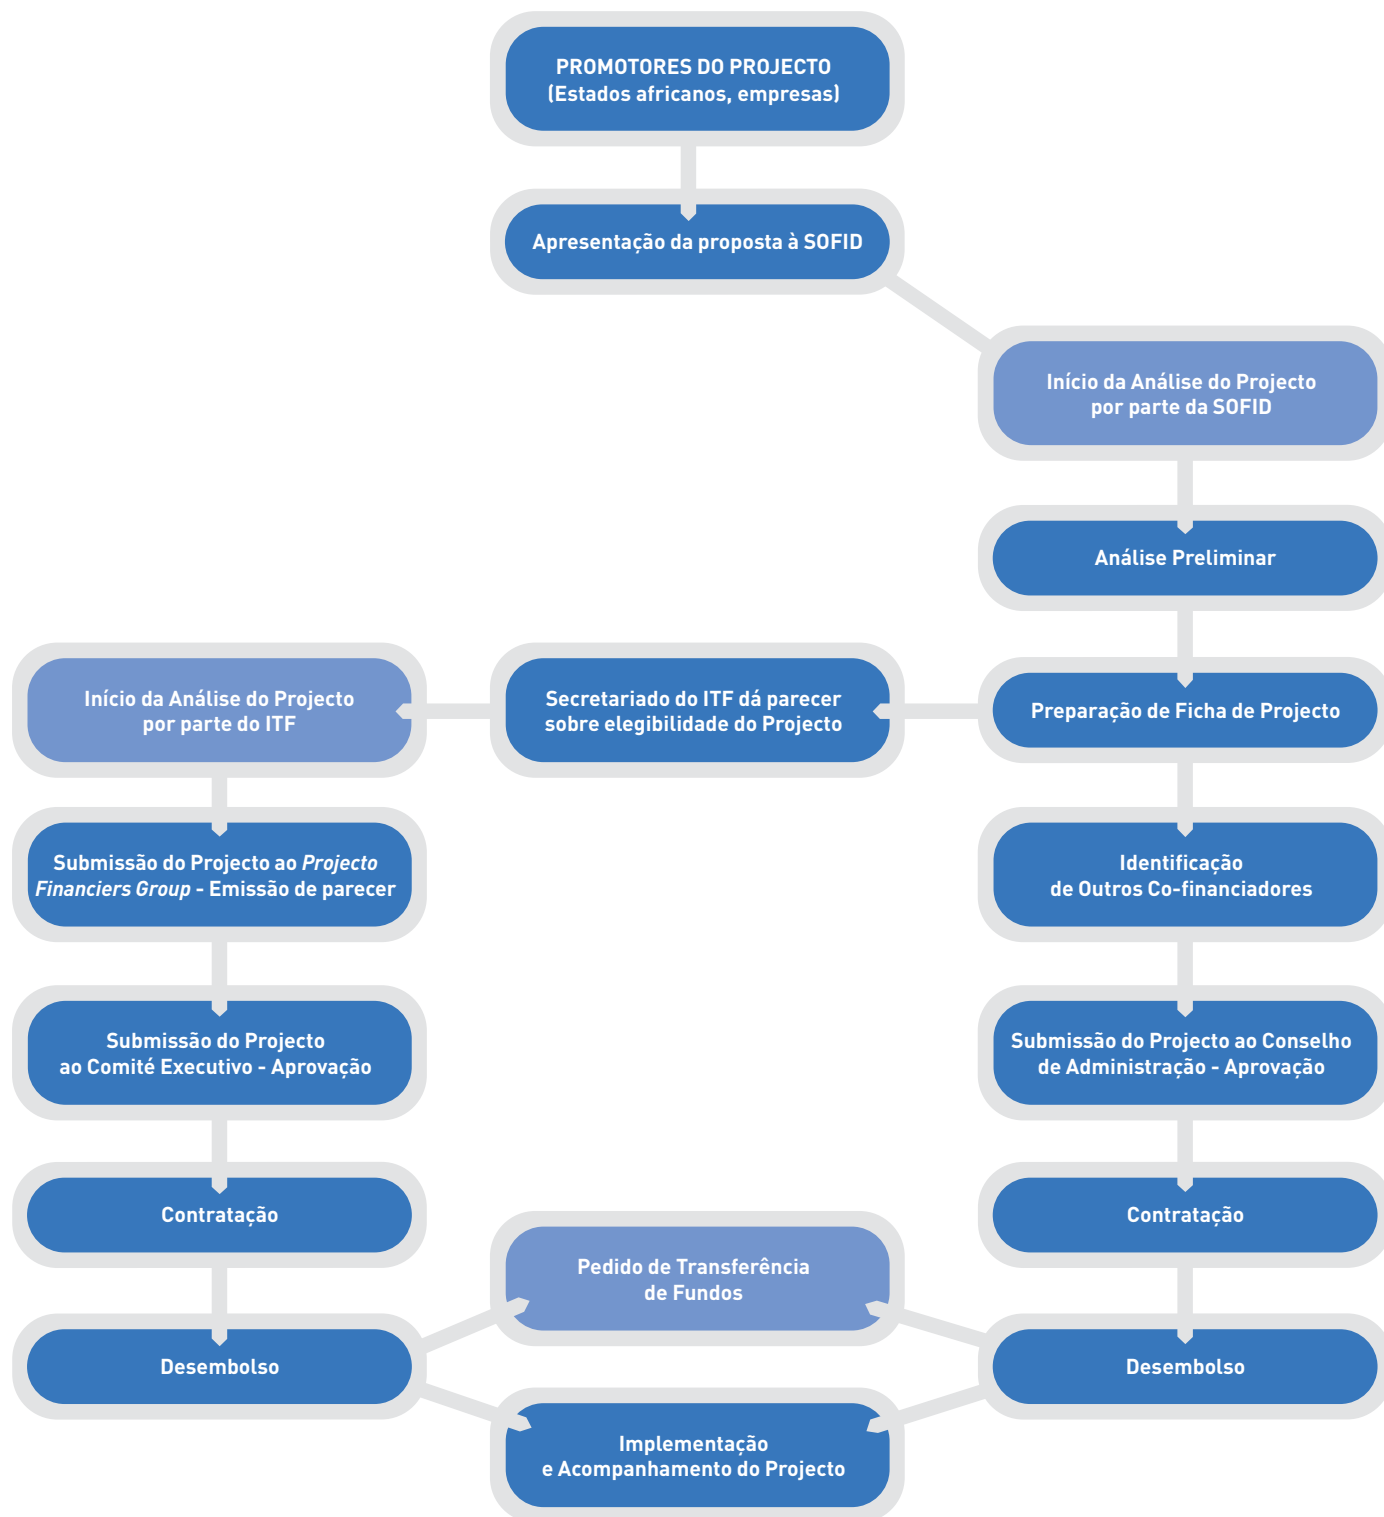 PROMOTORES DO PROJECTO
(Estados africanos, empresas)
Apresentação da proposta à SOFID
Início da Análise do Projecto
por parte da SOFID
Análise Preliminar
Início da Análise do Projecto
por parte do ITF
Secretariado do ITF dá parecer
sobre elegibilidade do Projecto
Preparação de Ficha de Projecto
Submissão do Projecto ao Projecto
Financiers Group - Emissão de parecer
Identificação
de Outros Co-financiadores
Submissão do Projecto
ao Comité Executivo - Aprovação
Submissão do Projecto ao Conselho
de Administração - Aprovação
Contratação
Contratação
Pedido de Transferência
de Fundos
Desembolso
Desembolso
Implementação
e Acompanhamento do Projecto